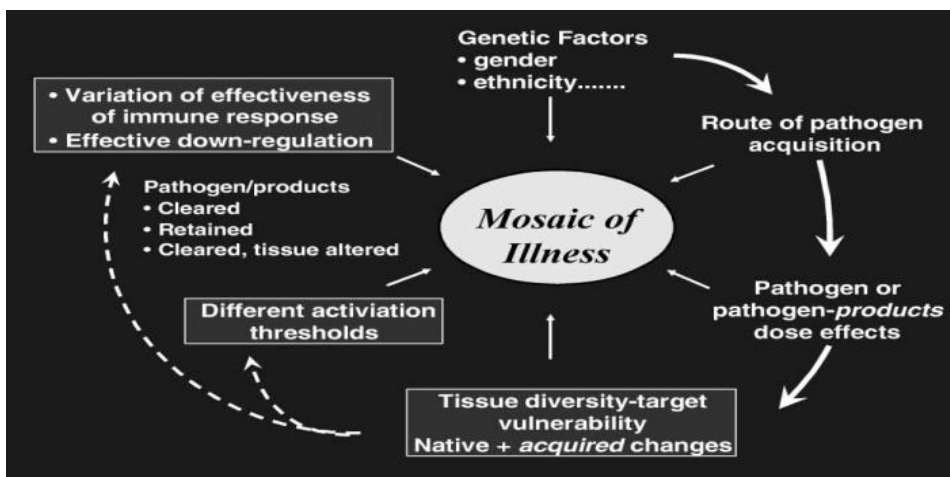 Genetic Factors
• gender
• ethnicity.......
• Variation of effectiveness
of immune response
• Effective down-regulation
Route of pathogen
acquisition
Pathogen/products
• Cleared
• Retained
• Cleared, tissue altered
Mosaic of
Illness
Pathogen or
pathogen-products
dose effects
Different activiation
thresholds
Tissue diversity-target
vulnerability
Native + acquired changes